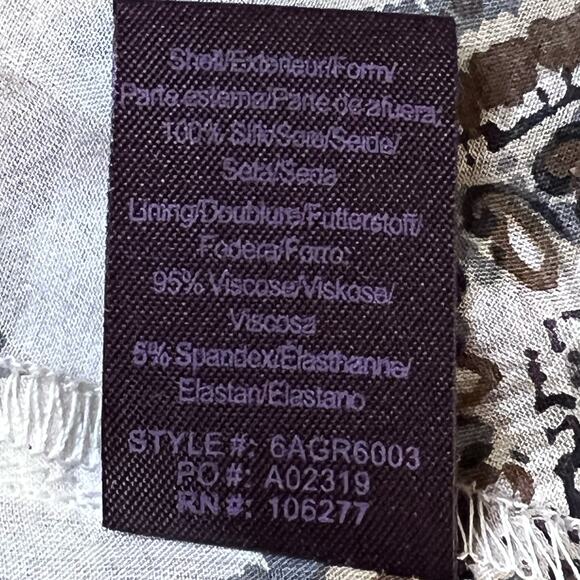 Shell/Exterieur/Form/
Parte esterna/Parte de afuera:
100% Silk/Soie/Seide/
Seta/Seda
Lining/Doublure/Futterstoff/
Fodera/Forro:
95% Viscose/Viskose/
Viscosa
5% Spandex/Elasthanne/
Elastan/Elastano
STYLE #: 6AGR6003
PO #: A02319
RN #: 106277